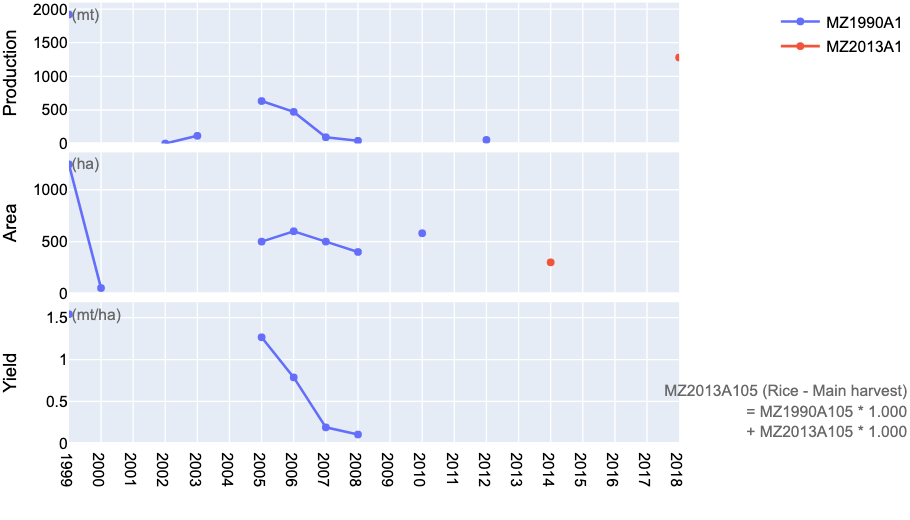 Production
(mt)
2000
1500
1000
500
0
MZ1990A1
MZ2013A1
Area
(ha)
1000
500
0
Yield
(mt/ha)
1.5
1
0.5
0
1999 2000 2001 2002 2003 2004 2005 2006 2007 2008 2009 2010 2011 2012 2013 2014 2015 2016 2017 2018
MZ2013A105 (Rice - Main harvest)
= MZ1990A105 * 1.000
+ MZ2013A105 * 1.000